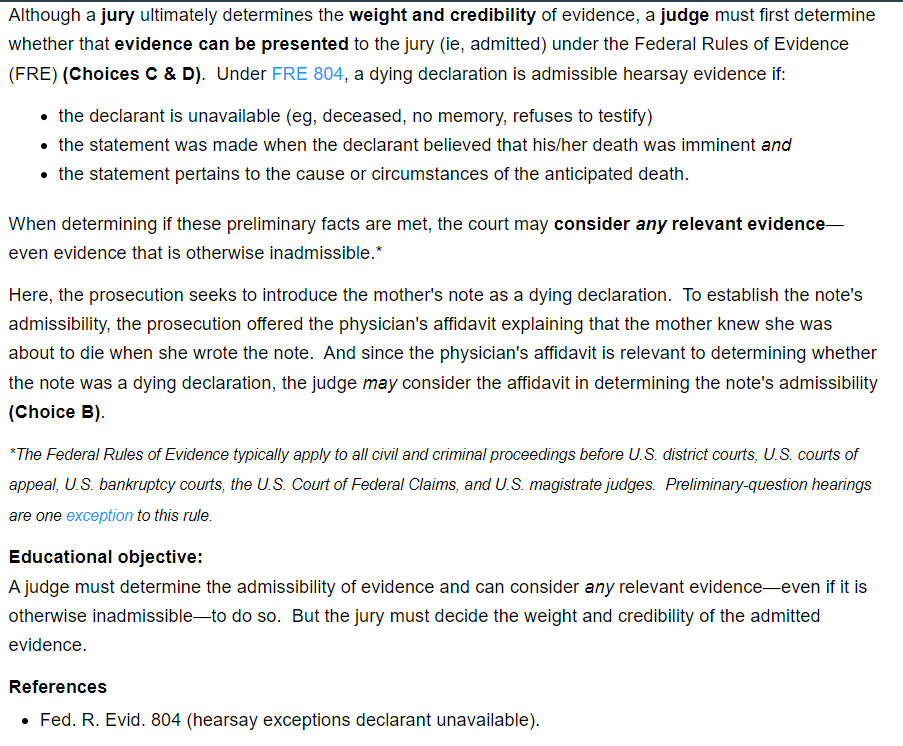 Although a jury ultimately determines the weight and credibility of evidence, a judge must first determine
whether that evidence can be presented to the jury (ie, admitted) under the Federal Rules of Evidence
(FRE) (Choices C & D).  Under FRE 804, a dying declaration is admissible hearsay evidence if:
• the declarant is unavailable (eg, deceased, no memory, refuses to testify)
• the statement was made when the declarant believed that his/her death was imminent and
• the statement pertains to the cause or circumstances of the anticipated death.
When determining if these preliminary facts are met, the court may consider any relevant evidence—
even evidence that is otherwise inadmissible.*
Here, the prosecution seeks to introduce the mother's note as a dying declaration.  To establish the note's
admissibility, the prosecution offered the physician's affidavit explaining that the mother knew she was
about to die when she wrote the note.  And since the physician's affidavit is relevant to determining whether
the note was a dying declaration, the judge may consider the affidavit in determining the note's admissibility
(Choice B).
*The Federal Rules of Evidence typically apply to all civil and criminal proceedings before U.S. district courts, U.S. courts of
appeal, U.S. bankruptcy courts, the U.S. Court of Federal Claims, and U.S. magistrate judges.  Preliminary-question hearings
are one exception to this rule.
Educational objective:
A judge must determine the admissibility of evidence and can consider any relevant evidence—even if it is
otherwise inadmissible—to do so.  But the jury must decide the weight and credibility of the admitted
evidence.
References
• Fed. R. Evid. 804 (hearsay exceptions declarant unavailable).